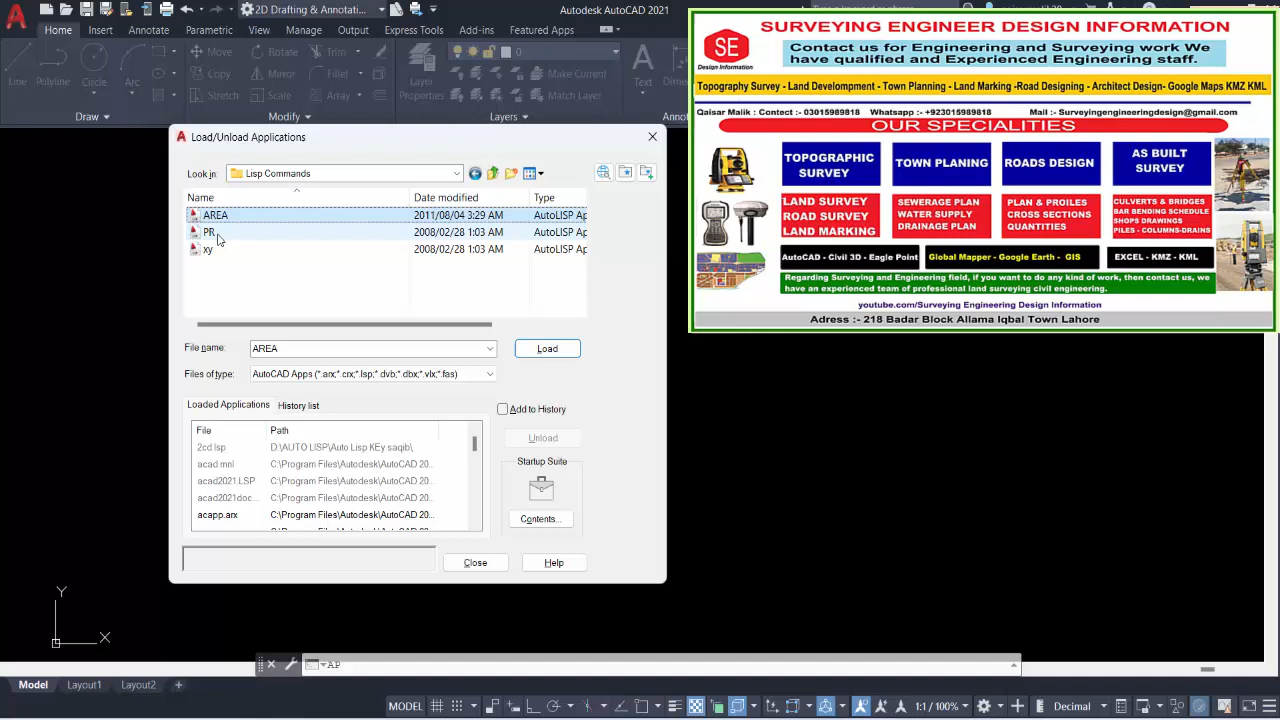 2D Drafting & Annotati...
Autodesk AutoCAD 2021
Home
Insert
Annotate
Parametric
View
Manage
Output
Collaborate
Express Tools
Line
Polyline
Circle
Arc
Move
Rotate
Trim
Copy
Mirror
Fillet
Stretch
Scale
Array
Draw
Modify
Layer
Properties
0
Make Current
Match Layer
Layers
Text
Dimension
SURVEYING ENGINEER DESIGN INFORMATION
SE
Design Information
Contact us for Engineering and Surveying work We
have qualified and Experienced Engineering staff.
Topography Survey - Land Develompment - Town Planning - Land Marking -Road Designing - Architect Design- Google Maps KMZ KML
Qaisar Malik : Contect :- 03015989818 Whatsapp :- +923015989818 Mail :- Surveyingengineeringdesign@gmail.com
OUR SPECIALITIES
TOPOGRAPHIC
SURVEY
TOWN PLANING
ROADS DESIGN
AS BUILT
SURVEY
LAND SURVEY
ROAD SURVEY
LAND MARKING
SEWERAGE PLAN
WATER SUPPLY
DRAINAGE PLAN
PLAN & PROILES
CROSS SECTIONS
QUANTITIES
CULVERTS & BRIDGES
BAR BENDING SCHEDULE
SHOPS DRAWINGS
PILES - COLUMNS-DRAINS
AutoCAD - Civil 3D - Eagle Point
Global Mapper - Google Earth - GIS
EXCEL - KMZ - KML
Regarding Surveying and Engineering field, if you want to do any kind of work, then contact us, we
have an experienced team of professional land surveying civil engineering.
youtube.com/Surveying Engineering Design Information
Adress :- 218 Badar Block Allama Iqbal Town Lahore
Load/Unload Applications
Look in:
Lisp Commands
Name
Date modified
Type
AREA 2011/08/04 3:29 AM AutoLISP Ap
PR 2008/02/28 1:03 AM AutoLISP Ap
xy 2008/02/28 1:03 AM AutoLISP Ap
File name:
AREA
Load
Files of type:
AutoCAD Apps (*.arx;*.crx;*.lsp;*.dvb;*.dbx;*.vlx;*.fas)
Loaded Applications
History list
Add to History
File
Path
Unload
2cd.lsp D:\AUTO LISP\Auto Lisp KEy saqib\
acad.mnl C:\Program Files\Autodesk\AutoCAD 20...
acad2021.LSP C:\Program Files\Autodesk\AutoCAD 20...
acad2021doc... C:\Program Files\Autodesk\AutoCAD 20...
acapp.arx C:\Program Files\Autodesk\AutoCAD 20...
Startup Suite
Contents...
Close
Help
Y
X
AP
Model
Layout1
Layout2
MODEL
1:1 / 100%
Decimal